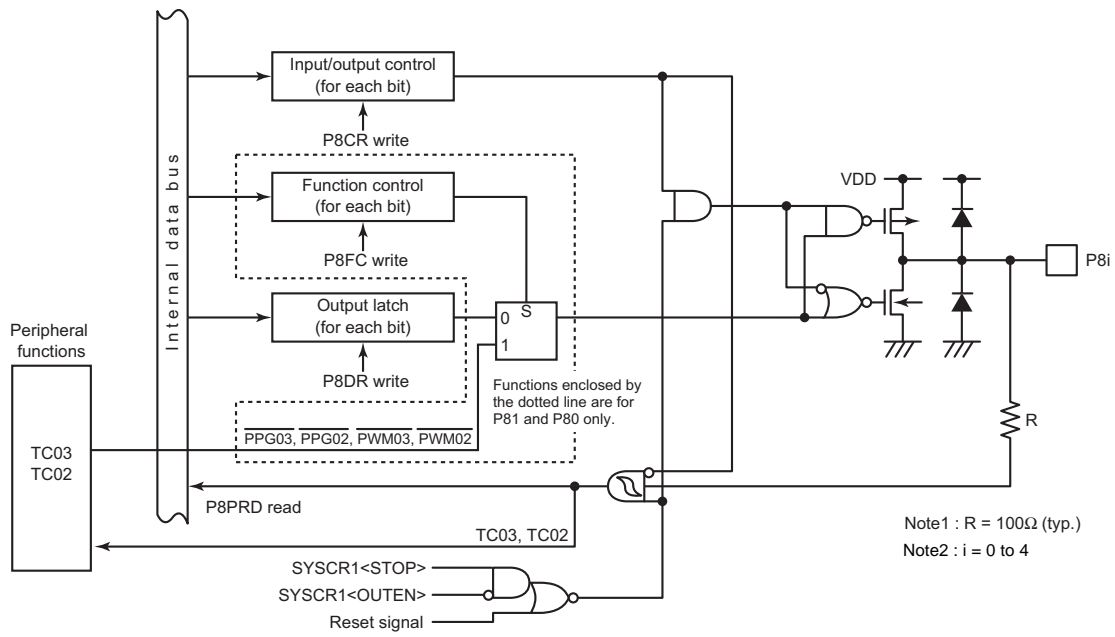 Internal data bus
Input/output control
(for each bit)
P8CR write
Function control
(for each bit)
P8FC write
Output latch
(for each bit)
P8DR write
S
0
1
Functions enclosed by
the dotted line are for
P81 and P80 only.
PPG03, PPG02, PWM03, PWM02
Peripheral
functions
TC03
TC02
P8PRD read
TC03, TC02
SYSCR1<STOP>
SYSCR1<OUTEN>
Reset signal
VDD
P8i
R
Note1 : R = 100Ω (typ.)
Note2 : i = 0 to 4